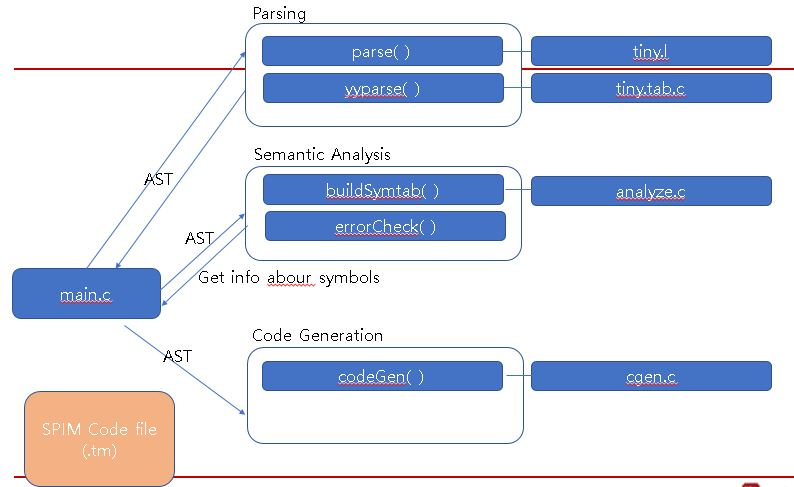 Parsing
parse( )
tiny.l
yyparse( )
tiny.tab.c
AST
Semantic Analysis
buildSymtab( )
analyze.c
errorCheck( )
AST
Get info abour symbols
main.c
Code Generation
AST
codeGen( )
cgen.c
SPIM Code file
(.tm)